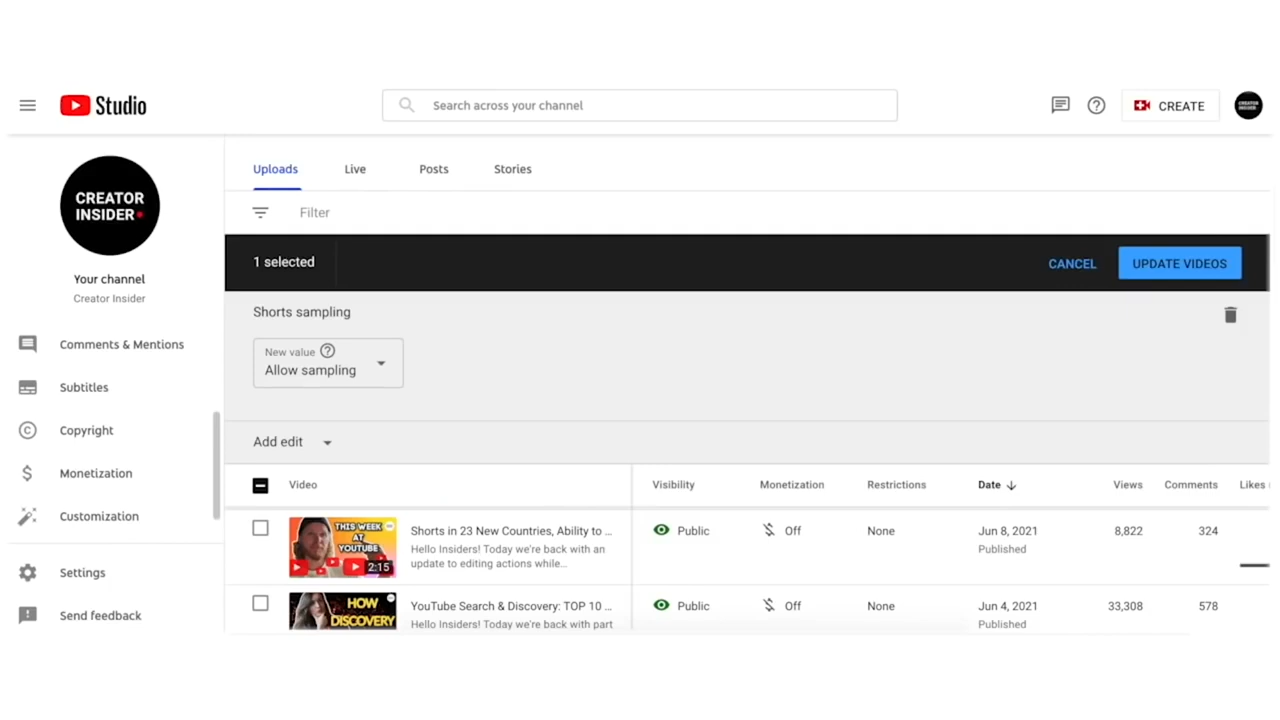 Studio
Search across your channel
CREATE
CREATOR INSIDER
CREATOR
INSIDER
Your channel
Creator Insider
Comments & Mentions
Subtitles
Copyright
Monetization
Customization
Settings
Send feedback
Uploads Live Posts Stories
Filter
1 selected CANCEL UPDATE VIDEOS
Shorts sampling
New value
Allow sampling
Add edit
Video Visibility Monetization Restrictions Date Views Comments Likes
THIS WEEK
AT
YOUTUBE
2:15
Shorts in 23 New Countries, Ability to ... Public Off None Jun 8, 2021 8,822 324
Hello Insiders! Today we're back with an Published
update to editing actions while...
HOW
DISCOVERY
YouTube Search & Discovery: TOP 10 ... Public Off None Jun 4, 2021 33,308 578
Hello Insiders! Today we're back with part Published